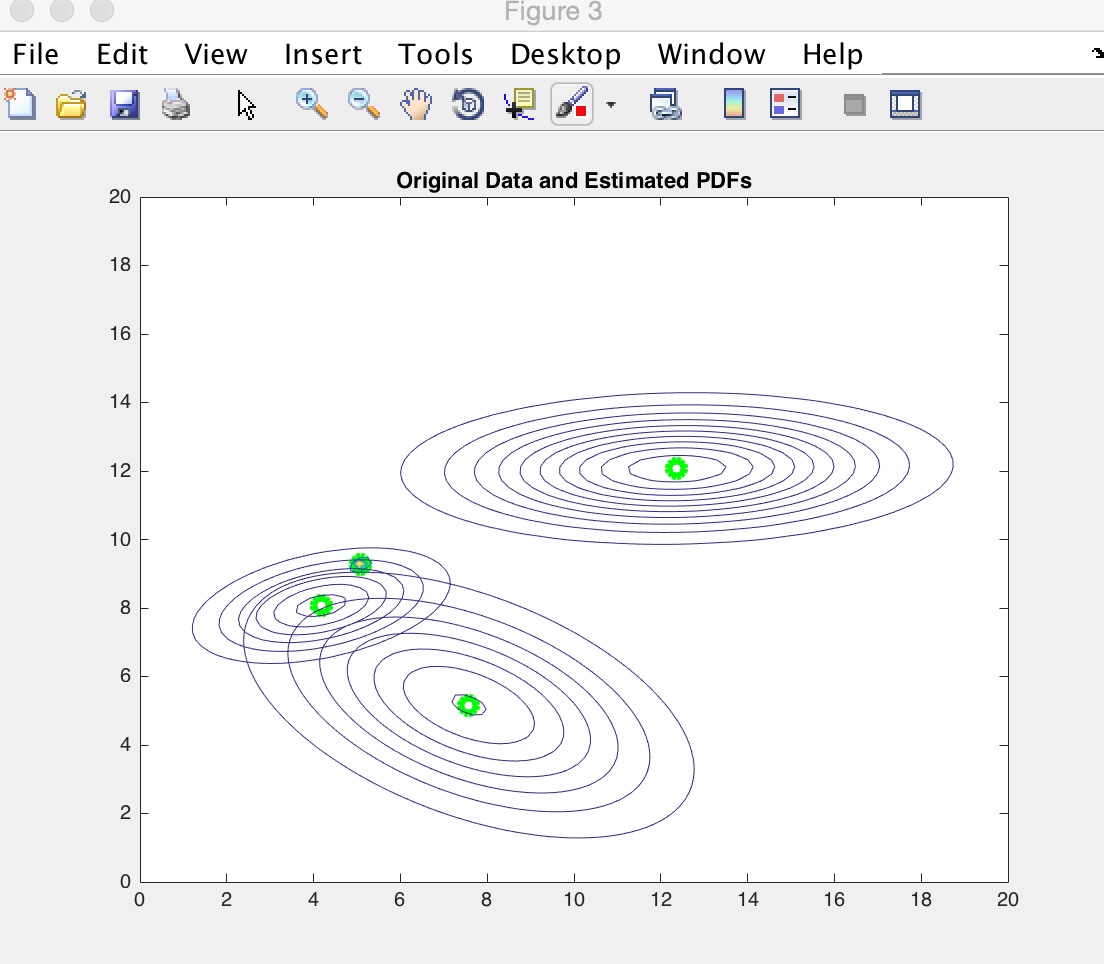 Figure 3
File Edit View Insert Tools Desktop Window Help
Original Data and Estimated PDFs
20
18
16
14
12
10
8
6
4
2
0
0 2 4 6 8 10 12 14 16 18 20